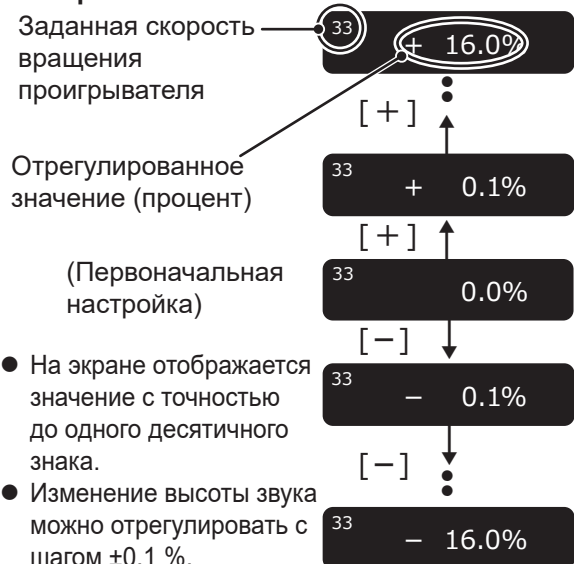 Заданная скорость
вращения
проигрывателя
33
+ 16.0%
[+]
Отрегулированное
значение (процент)
33
+ 0.1%
[+]
(Первоначальная
настройка)
33
0.0%
[−]
● На экране отображается
значение с точностью
до одного десятичного
знака.
33
− 0.1%
[−]
● Изменение высоты звука
можно отрегулировать с
шагом ±0,1 %.
33
− 16.0%